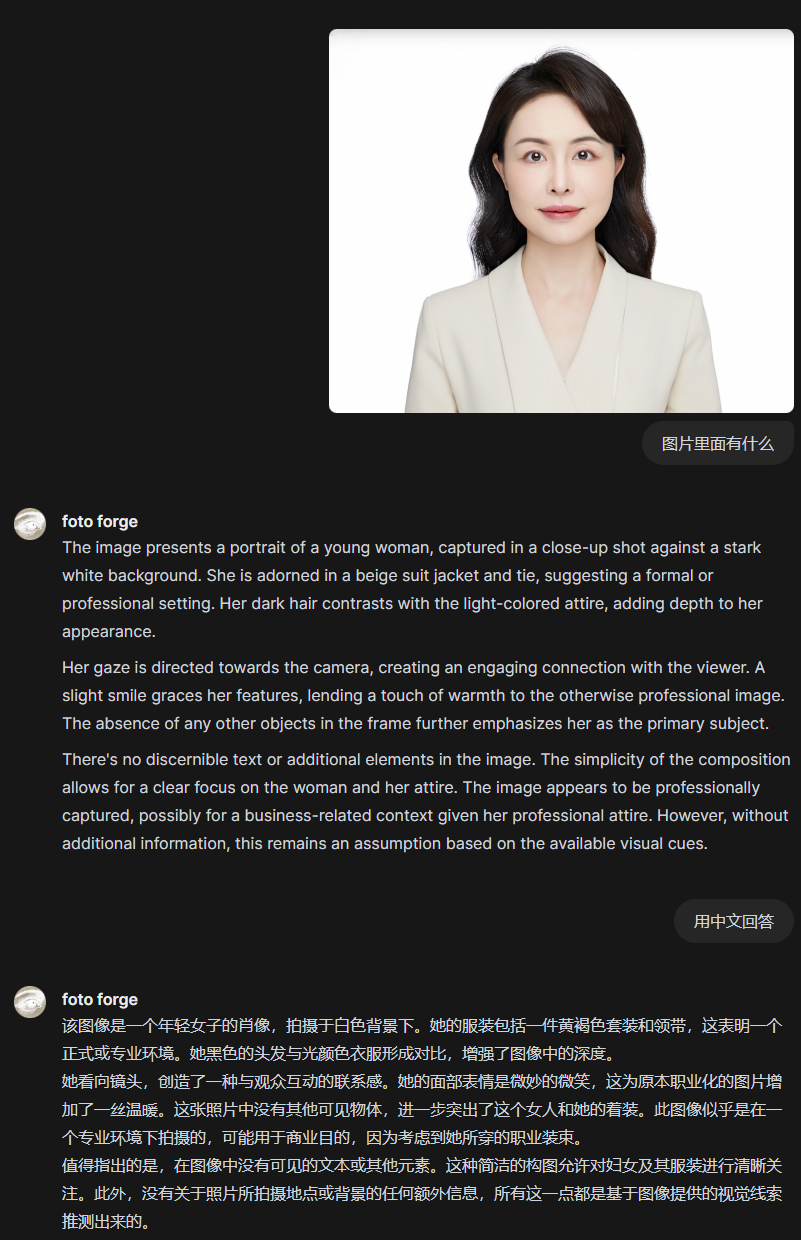 图片里面有什么
foto forge
The image presents a portrait of a young woman, captured in a close-up shot against a stark
white background. She is adorned in a beige suit jacket and tie, suggesting a formal or
professional setting. Her dark hair contrasts with the light-colored attire, adding depth to her
appearance.
Her gaze is directed towards the camera, creating an engaging connection with the viewer. A
slight smile graces her features, lending a touch of warmth to the otherwise professional image.
The absence of any other objects in the frame further emphasizes her as the primary subject.
There's no discernible text or additional elements in the image. The simplicity of the composition
allows for a clear focus on the woman and her attire. The image appears to be professionally
captured, possibly for a business-related context given her professional attire. However, without
additional information, this remains an assumption based on the available visual cues.
用中文回答
foto forge
该图像是一个年轻女子的肖像，拍摄于白色背景下。她的服装包括一件黄褐色套装和领带，这表明一个
正式或专业环境。她黑色的头发与光颜色衣服形成对比，增强了图像中的深度。
她看向镜头，创造了一种与观众互动的联系感。她的面部表情是微妙的微笑，这为原本职业化的图片增
加了一丝温暖。这张照片中没有其他可见物体，进一步突出了这个女人和她的着装。此图像似乎是在一
个专业环境下拍摄的，可能用于商业目的，因为考虑到她所穿的职业装束。
值得指出的是，在图像中没有可见的文本或其他元素。这种简洁的构图允许对妇女及其服装进行清晰关
注。此外，没有关于照片所拍摄地点或背景的任何额外信息，所有这一点都是基于图像提供的视觉线索
推测出来的。